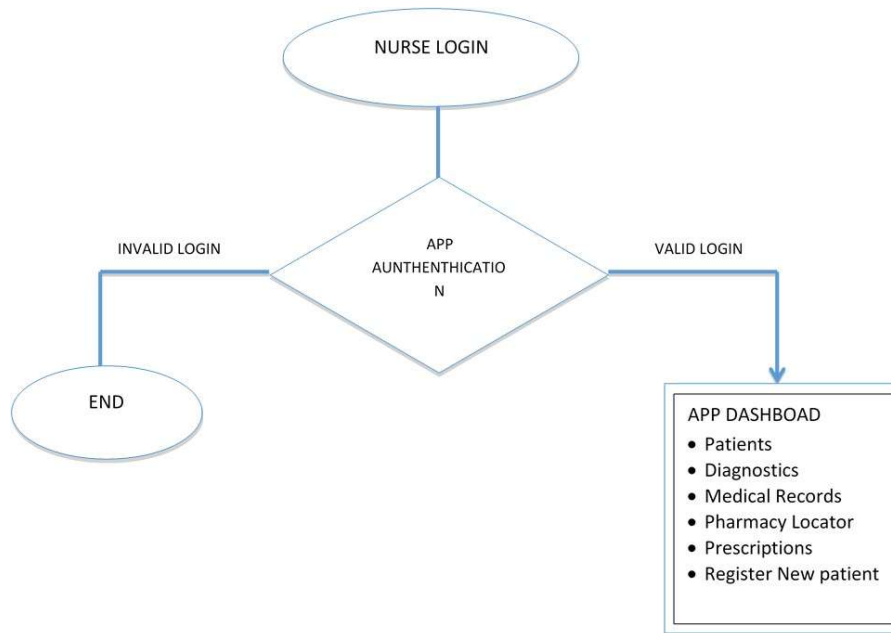 NURSE LOGIN
APP
AUNTHENTHICATIO
N
INVALID LOGIN
VALID LOGIN
END
APP DASHBOAD
• Patients
• Diagnostics
• Medical Records
• Pharmacy Locator
• Prescriptions
• Register New patient